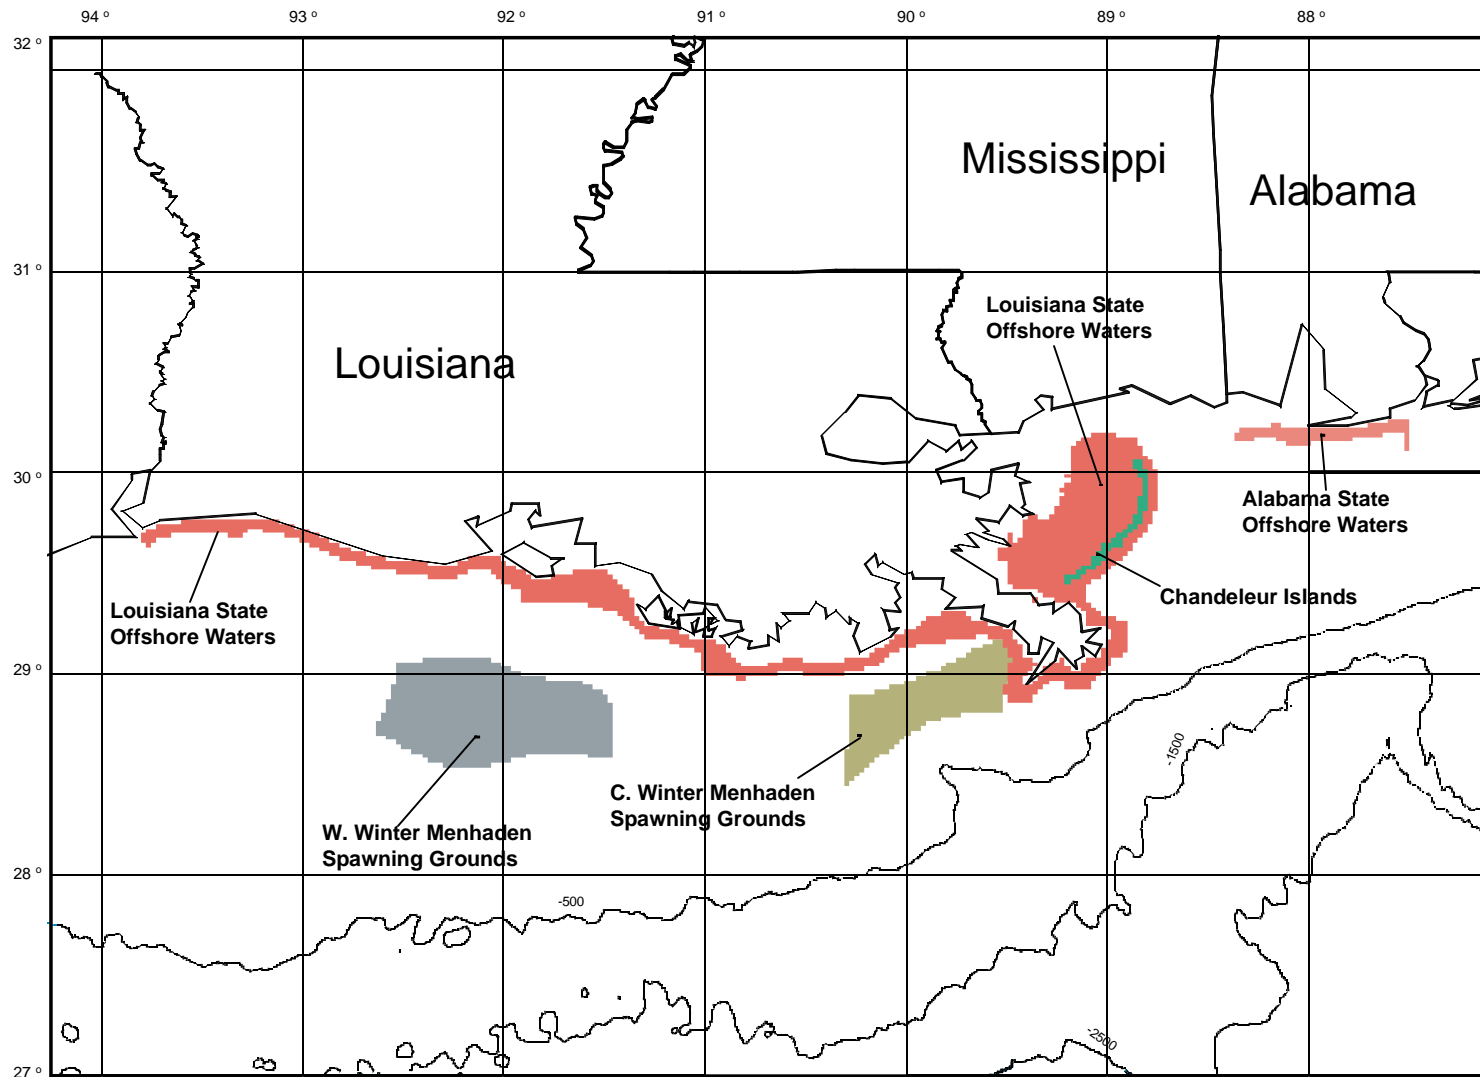 94 º 93 º 92 º 91 º 90 º 89 º 88 º
32 º
Mississippi
Alabama
31 º
Louisiana State
Offshore Waters
Louisiana
30 º
Alabama State
Offshore Waters
Chandeleur Islands
Louisiana State
Offshore Waters
29 º
-1500
C. Winter Menhaden
Spawning Grounds
W. Winter Menhaden
Spawning Grounds
28 º
-500
-2500
27 º